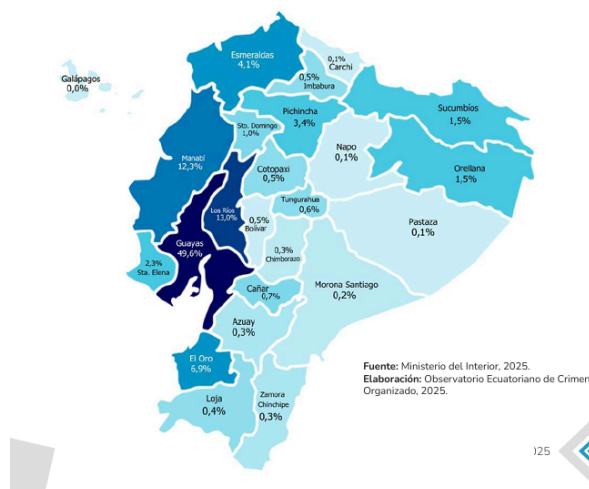 Esmeraldas
4,1%
0,1%
Carchi
0,5%
Imbabura
Galápagos
0,0%
Sucumbíos
1,5%
Pichincha
3,4%
Sto. Domingo
1,0%
Napo
0,1%
Manabí
12,3%
Cotopaxi
0,5%
Orellana
1,5%
Tungurahua
0,6%
Los Ríos
13,0%
0,5%
Bolívar
Pastaza
0,1%
Guayas
49,6%
0,3%
Chimborazo
2,3%
Sta. Elena
Morona Santiago
0,2%
Cañar
0,7%
Azuay
0,3%
El Oro
6,9%
Fuente: Ministerio del Interior, 2025.
Elaboración: Observatorio Ecuatoriano de Crimen
Organizado, 2025.
Loja
0,4%
Zamora
Chinchipe
0,3%
025